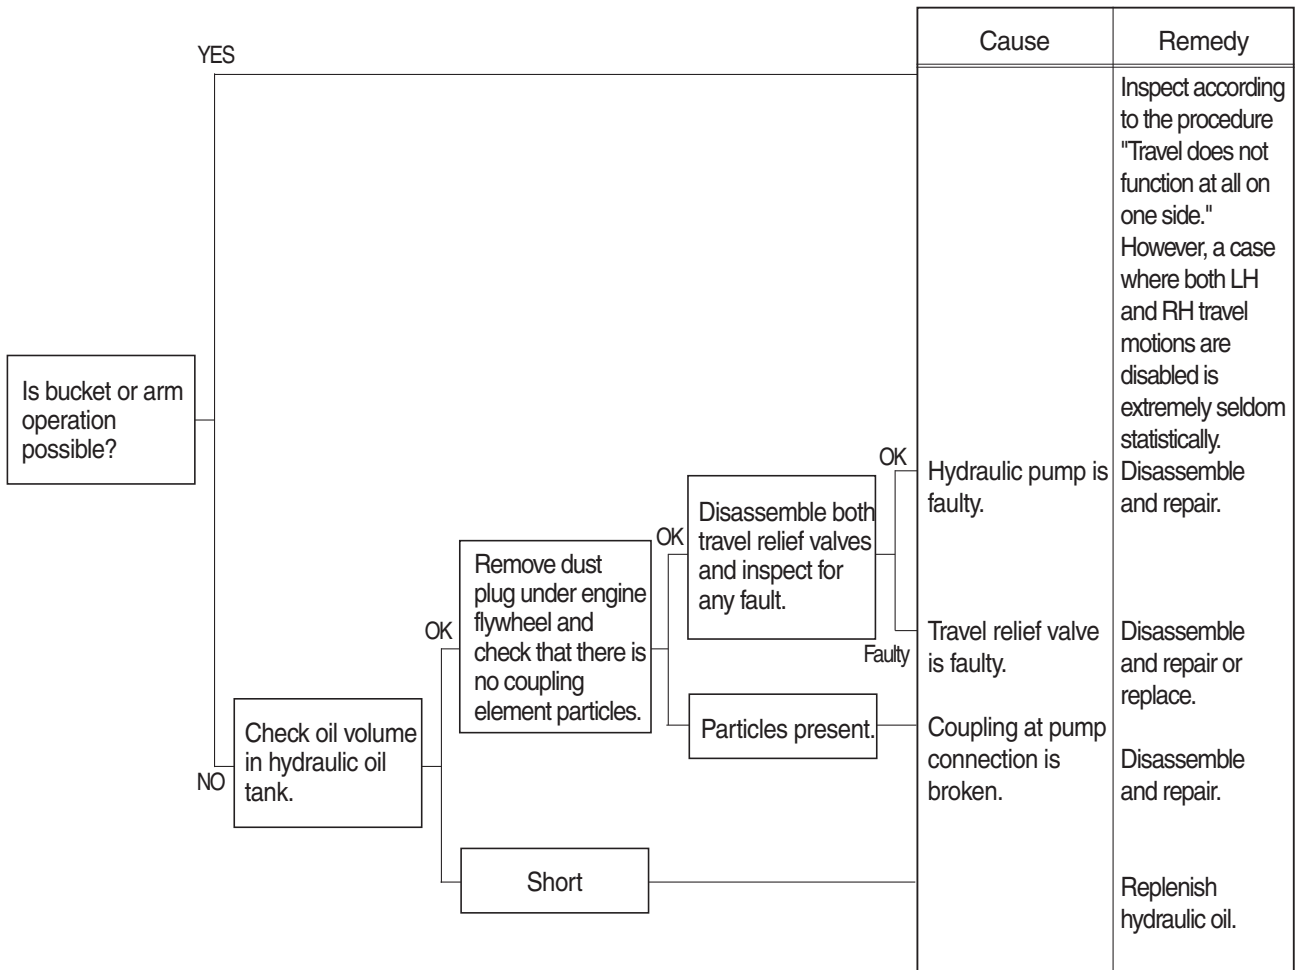 Cause
Remedy
YES
Inspect according
to the procedure
"Travel does not
function at all on
one side."
However, a case
where both LH
and RH travel
motions are
disabled is
extremely seldom
statistically.
Is bucket or arm
operation
possible?
NO
Check oil volume
in hydraulic oil
tank.
OK
Remove dust
plug under engine
flywheel and
check that there is
no coupling
element particles.
OK
Disassemble both
travel relief valves
and inspect for
any fault.
OK
Hydraulic pump is
faulty.
Disassemble
and repair.
Faulty
Travel relief valve
is faulty.
Disassemble
and repair or
replace.
Particles present.
Coupling at pump
connection is
broken.
Disassemble
and repair.
Short
Replenish
hydraulic oil.